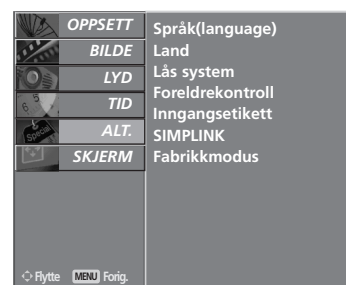 OPPSETT
BILDE
LYD
TID
ALT.
SKJERM
Språk(language)
Land
Lås system
Foreldrekontroll
Inngangsetikett
SIMPLINK
Fabrikkmodus
Flytte MENU Forig.